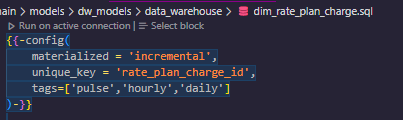 ain > models > dw_models > data_warehouse > dim_rate_plan_charge.sql
Run on active connection | Select block
{{-config(
    materialized = 'incremental',
    unique_key = 'rate_plan_charge_id',
    tags=['pulse','hourly','daily']
)-}}